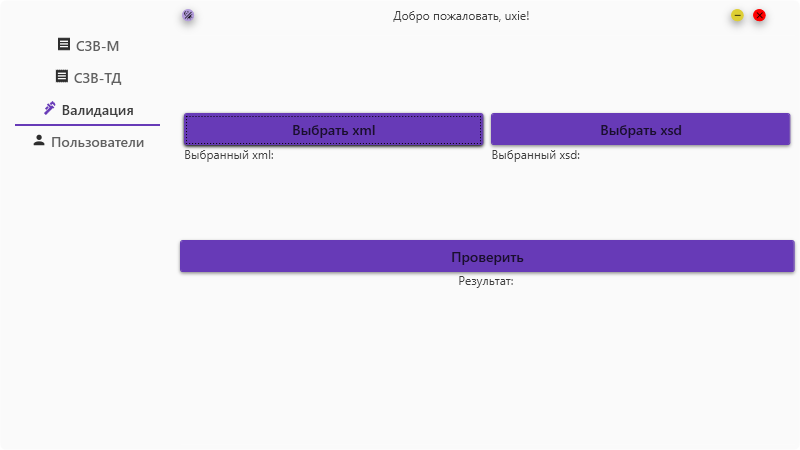 Добро пожаловать, uxie!
СЗВ-М
СЗВ-ТД
Валидация
Пользователи
Выбрать xml
Выбрать xsd
Выбранный xml:
Выбранный xsd:
Проверить
Результат: